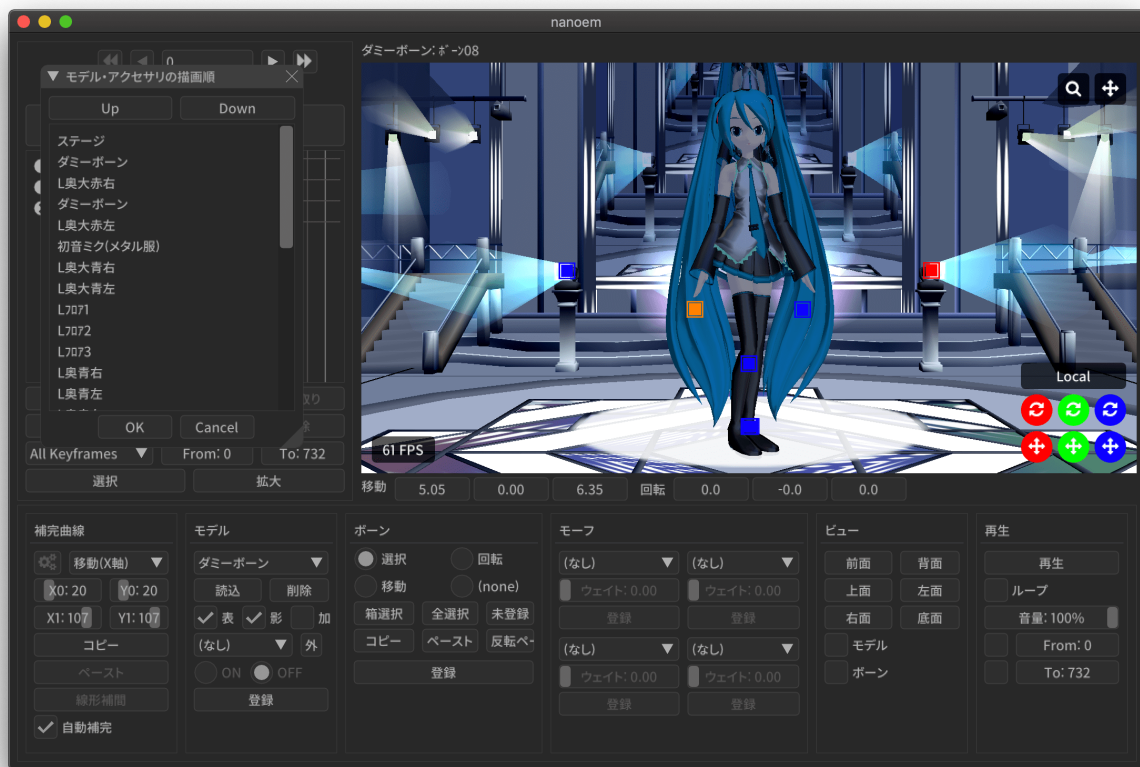 nanoem
ダミーボーン: ﾎﾞｰﾝ08
0
▼ モデル・アクセサリの描画順
Up Down
ステージ
ダミーボーン
L奥大赤右
ダミーボーン
L奥大赤左
初音ミク(メタル服)
L奥大青右
L奥大青左
Lﾌﾛｱ1
Lﾌﾛｱ2
Lﾌﾛｱ3
L奥青右
L奥青左
OK Cancel
All Keyframes ▼ From: 0 To: 732
選択 拡大
61 FPS
Local
移動 5.05 0.00 6.35 回転 0.0 -0.0 0.0
補完曲線
移動(X軸) ▼
X0: 20 Y0: 20
X1: 107 Y1: 107
コピー
ペースト
線形補間
自動補完
モデル
ダミーボーン ▼
読込 削除
表 影 加
(なし) ▼ 外
ON OFF
登録
ボーン
選択 回転
移動 (none)
箱選択 全選択 未登録
コピー ペースト 反転ペー
登録
モーフ
(なし) ▼ (なし) ▼
ウェイト: 0.00 ウェイト: 0.00
登録 登録
(なし) ▼ (なし) ▼
ウェイト: 0.00 ウェイト: 0.00
登録 登録
ビュー
前面 背面
上面 左面
右面 底面
モデル
ボーン
再生
再生
ループ
音量: 100%
From: 0
To: 732